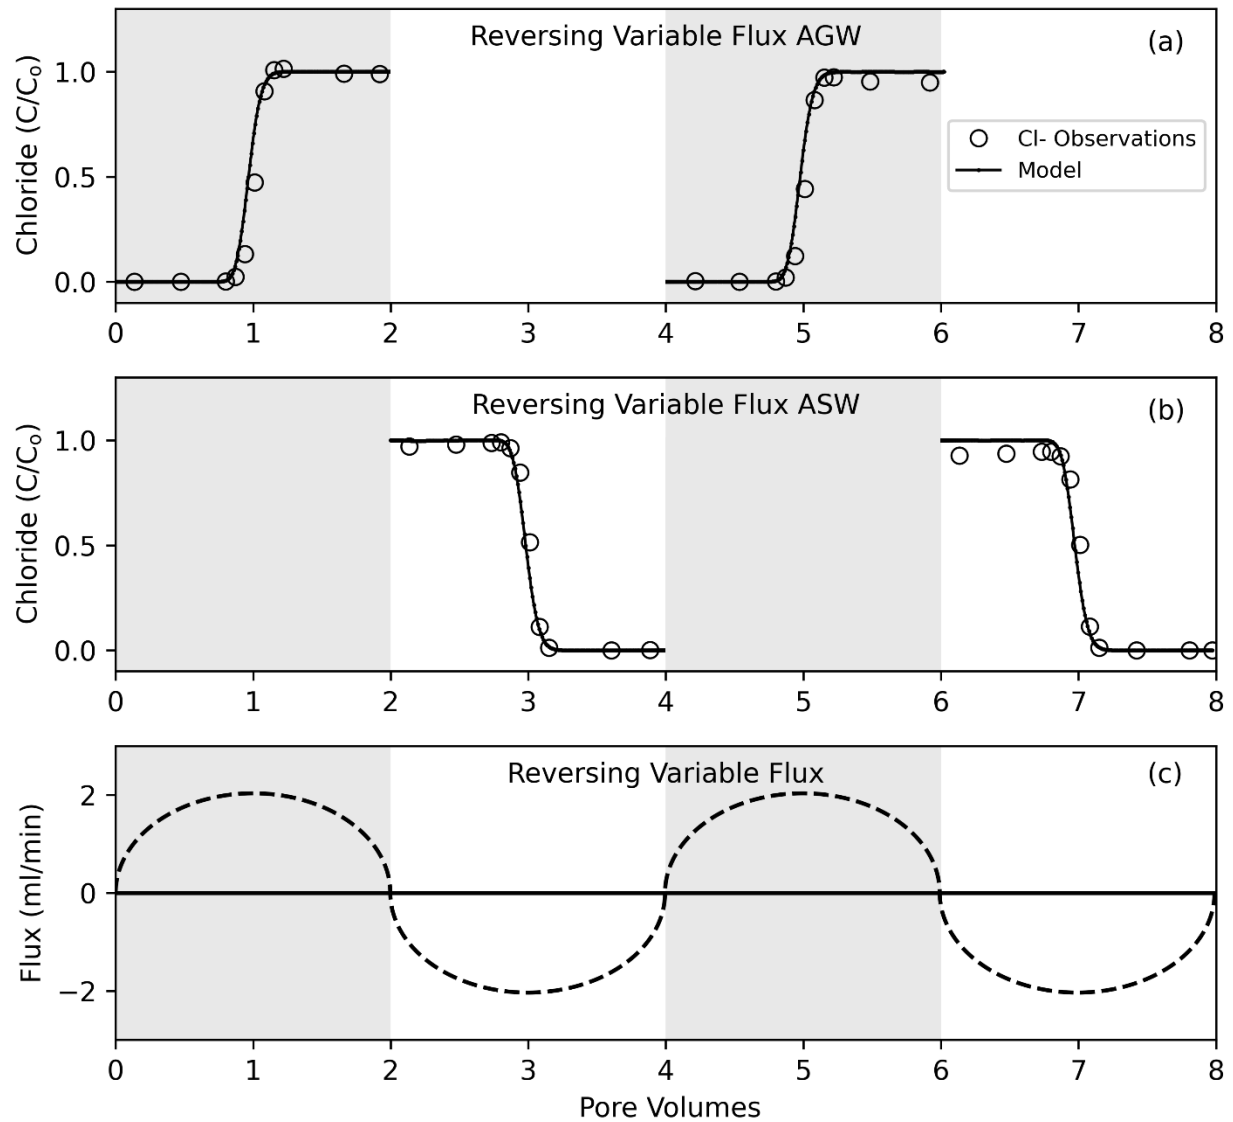 Reversing Variable Flux AGW
(a)
Chloride (C/Cₒ)
1.0
0.5
0.0
Cl- Observations
Model
0 1 2 3 4 5 6 7 8
Reversing Variable Flux ASW
(b)
Chloride (C/Cₒ)
1.0
0.5
0.0
0 1 2 3 4 5 6 7 8
Reversing Variable Flux
(c)
Flux (ml/min)
2
0
−2
0 1 2 3 4 5 6 7 8
Pore Volumes